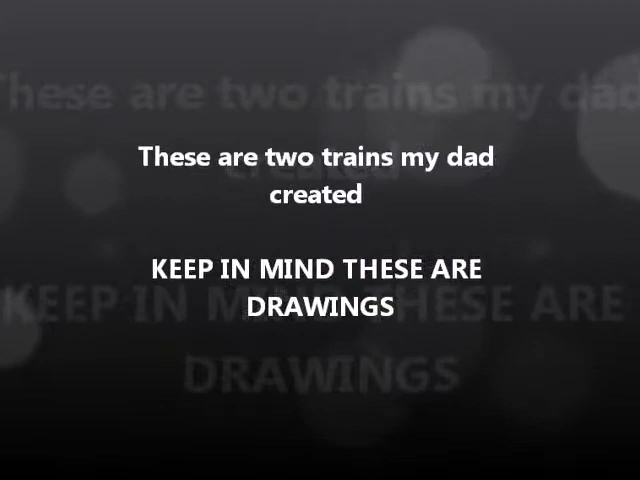 These are two trains my dad
created
KEEP IN MIND THESE ARE
DRAWINGS